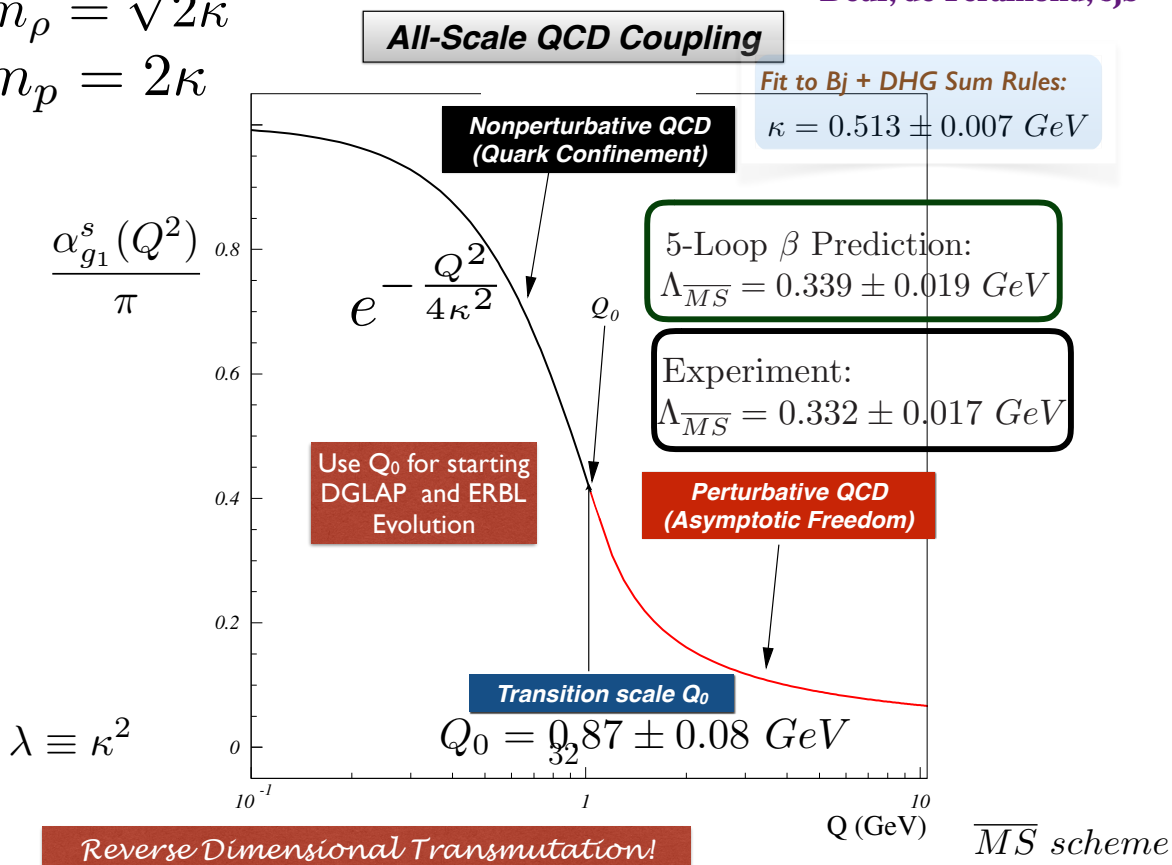 m_ρ = √2κ
m_p = 2κ
All-Scale QCD Coupling
Fit to Bj + DHG Sum Rules:
κ = 0.513 ± 0.007 GeV
Nonperturbative QCD
(Quark Confinement)
α^s_{g_1}(Q^2)
π
e^{-Q^2/4κ^2}
Q_0
5-Loop β Prediction:
Λ_{\overline{MS}} = 0.339 ± 0.019 GeV
Experiment:
Λ_{\overline{MS}} = 0.332 ± 0.017 GeV
Use Q_0 for starting
DGLAP and ERBL
Evolution
Perturbative QCD
(Asymptotic Freedom)
0.8
0.6
0.4
0.2
0
Transition scale Q_0
Q_0 = 0.87 ± 0.08 GeV
32
λ ≡ κ^2
10^{-1}
1
10
Q (GeV)
\overline{MS} scheme
Reverse Dimensional Transmutation!